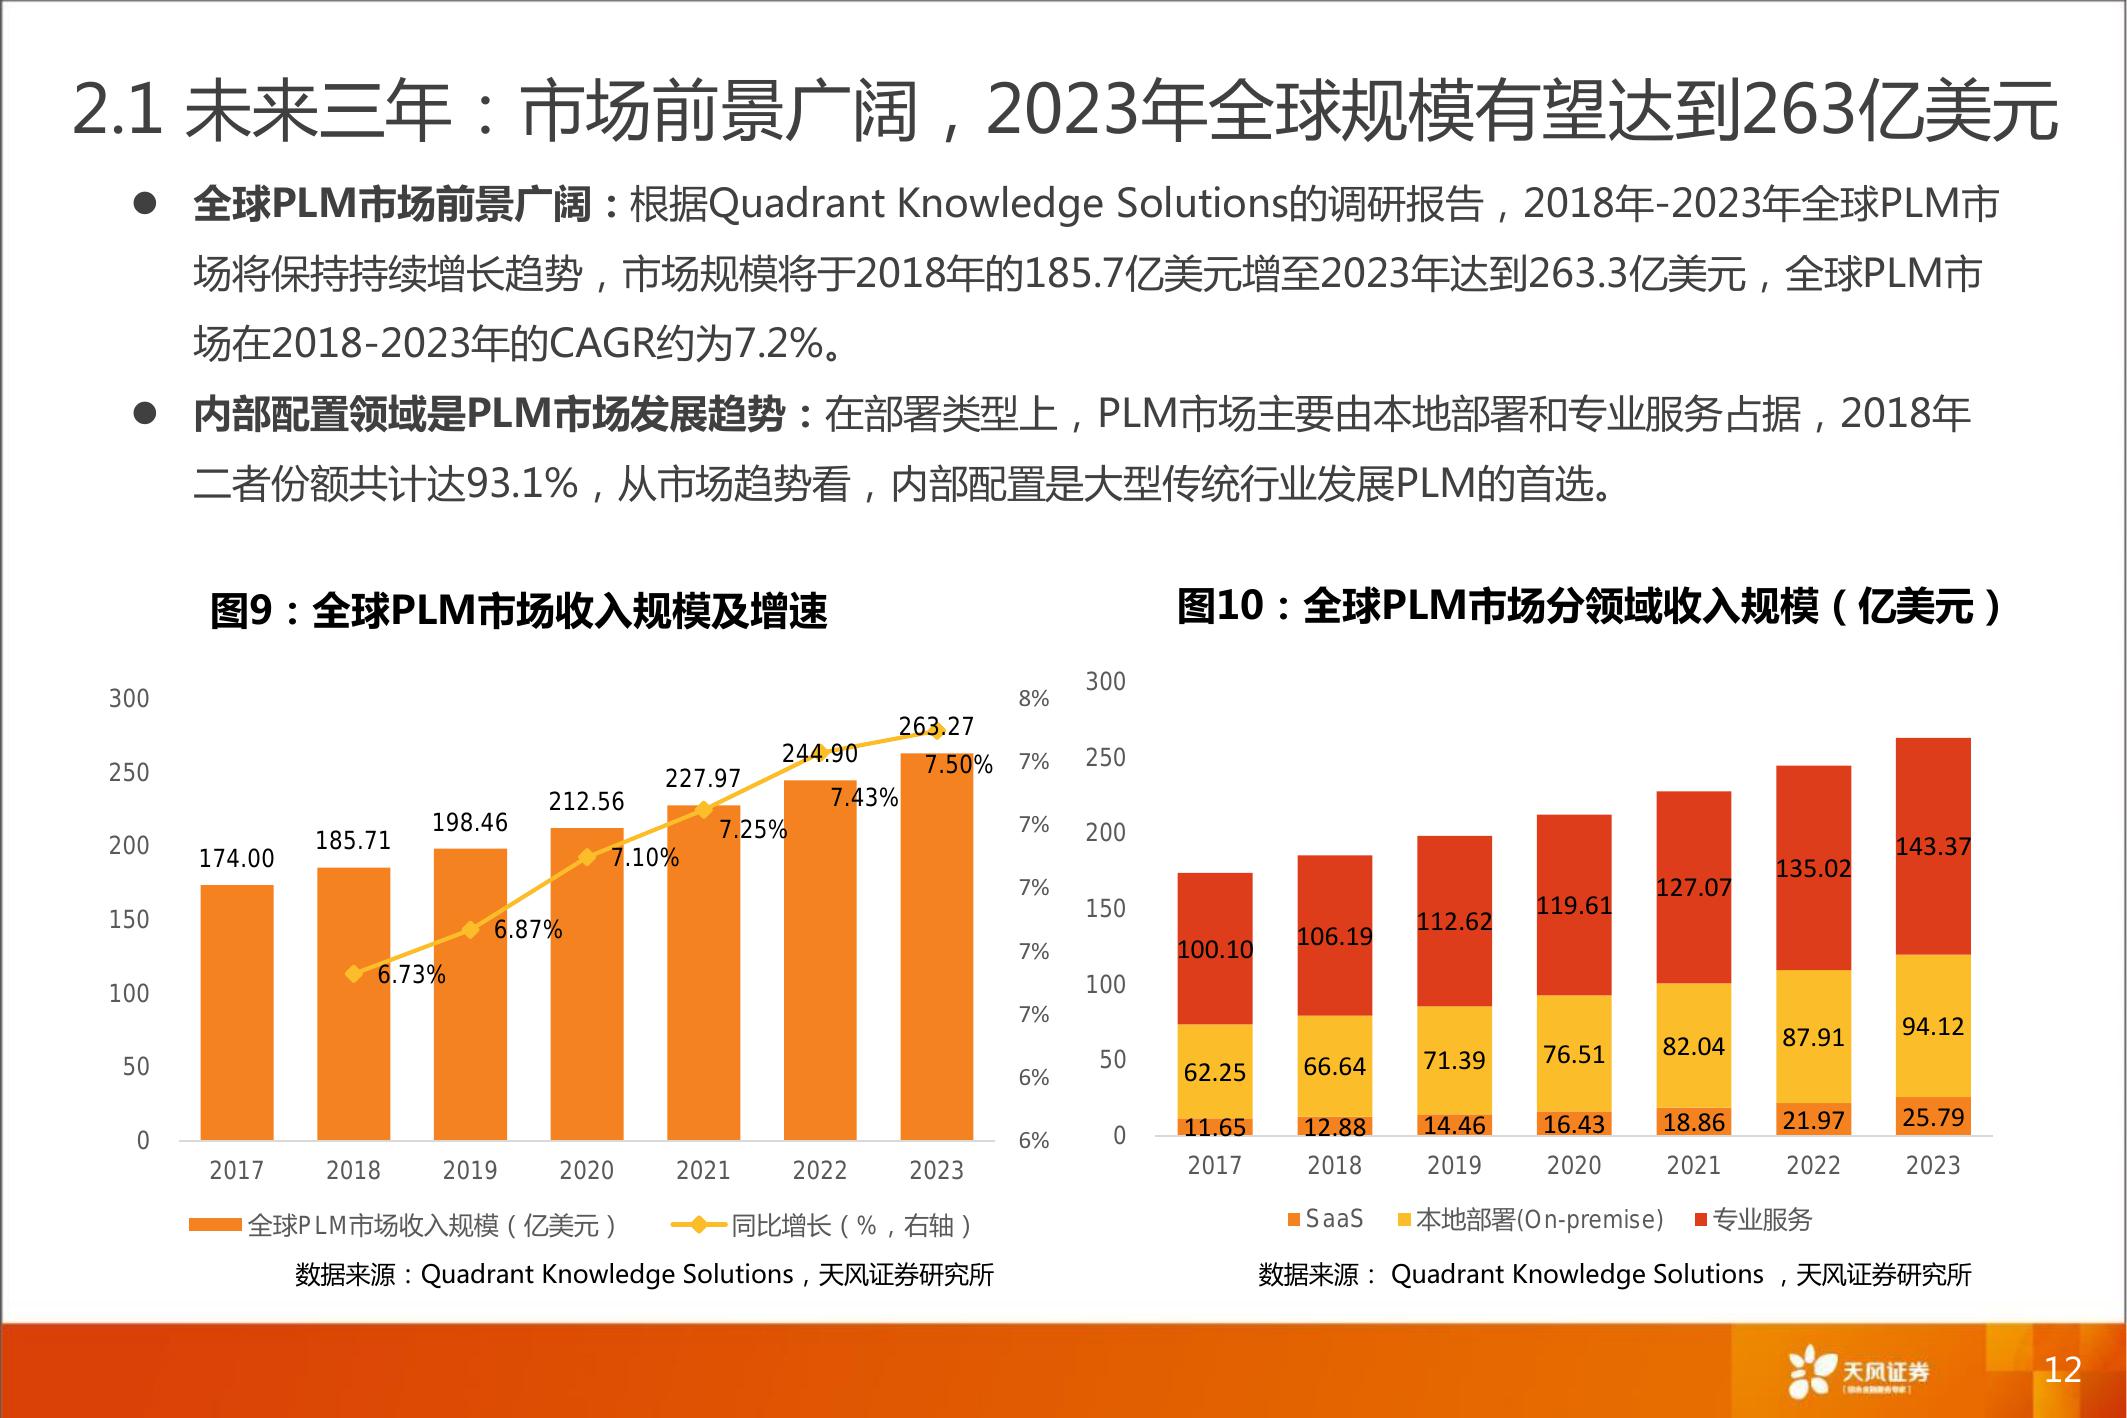 2.1 未来三年：市场前景广阔，2023年全球规模有望达到263亿美元
● 全球PLM市场前景广阔：根据Quadrant Knowledge Solutions的调研报告，2018年-2023年全球PLM市
场将保持持续增长趋势，市场规模将于2018年的185.7亿美元增至2023年达到263.3亿美元，全球PLM市
场在2018-2023年的CAGR约为7.2%。
● 内部配置领域是PLM市场发展趋势：在部署类型上，PLM市场主要由本地部署和专业服务占据，2018年
二者份额共计达93.1%，从市场趋势看，内部配置是大型传统行业发展PLM的首选。
图9：全球PLM市场收入规模及增速
300
250
200
150
100
50
0
174.00
185.71
198.46
212.56
227.97
244.90
263.27
6.73%
6.87%
7.10%
7.25%
7.43%
7.50%
8%
7%
7%
7%
7%
7%
6%
6%
2017 2018 2019 2020 2021 2022 2023
全球PLM市场收入规模（亿美元） 同比增长（%，右轴）
数据来源：Quadrant Knowledge Solutions，天风证券研究所
图10：全球PLM市场分领域收入规模（亿美元）
300
250
200
150
100
50
0
100.10 106.19 112.62 119.61 127.07 135.02 143.37
62.25 66.64 71.39 76.51 82.04 87.91 94.12
11.65 12.88 14.46 16.43 18.86 21.97 25.79
2017 2018 2019 2020 2021 2022 2023
SaaS 本地部署(On-premise) 专业服务
数据来源： Quadrant Knowledge Solutions ，天风证券研究所
天风证券
12